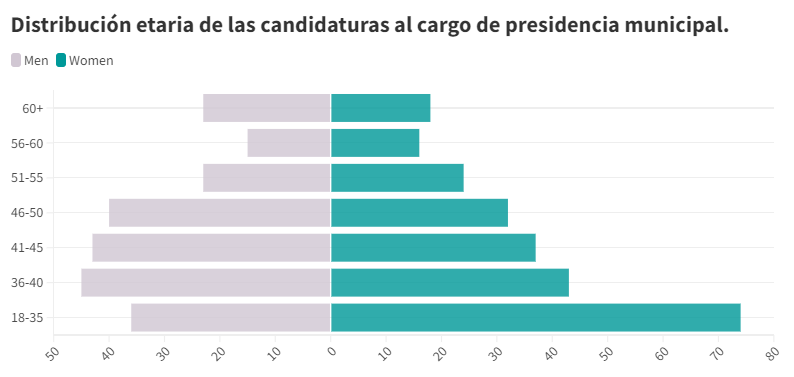 Distribución etaria de las candidaturas al cargo de presidencia municipal.
Men Women
60+
56-60
51-55
46-50
41-45
36-40
18-35
50 40 30 20 10 0 10 20 30 40 50 60 70 80